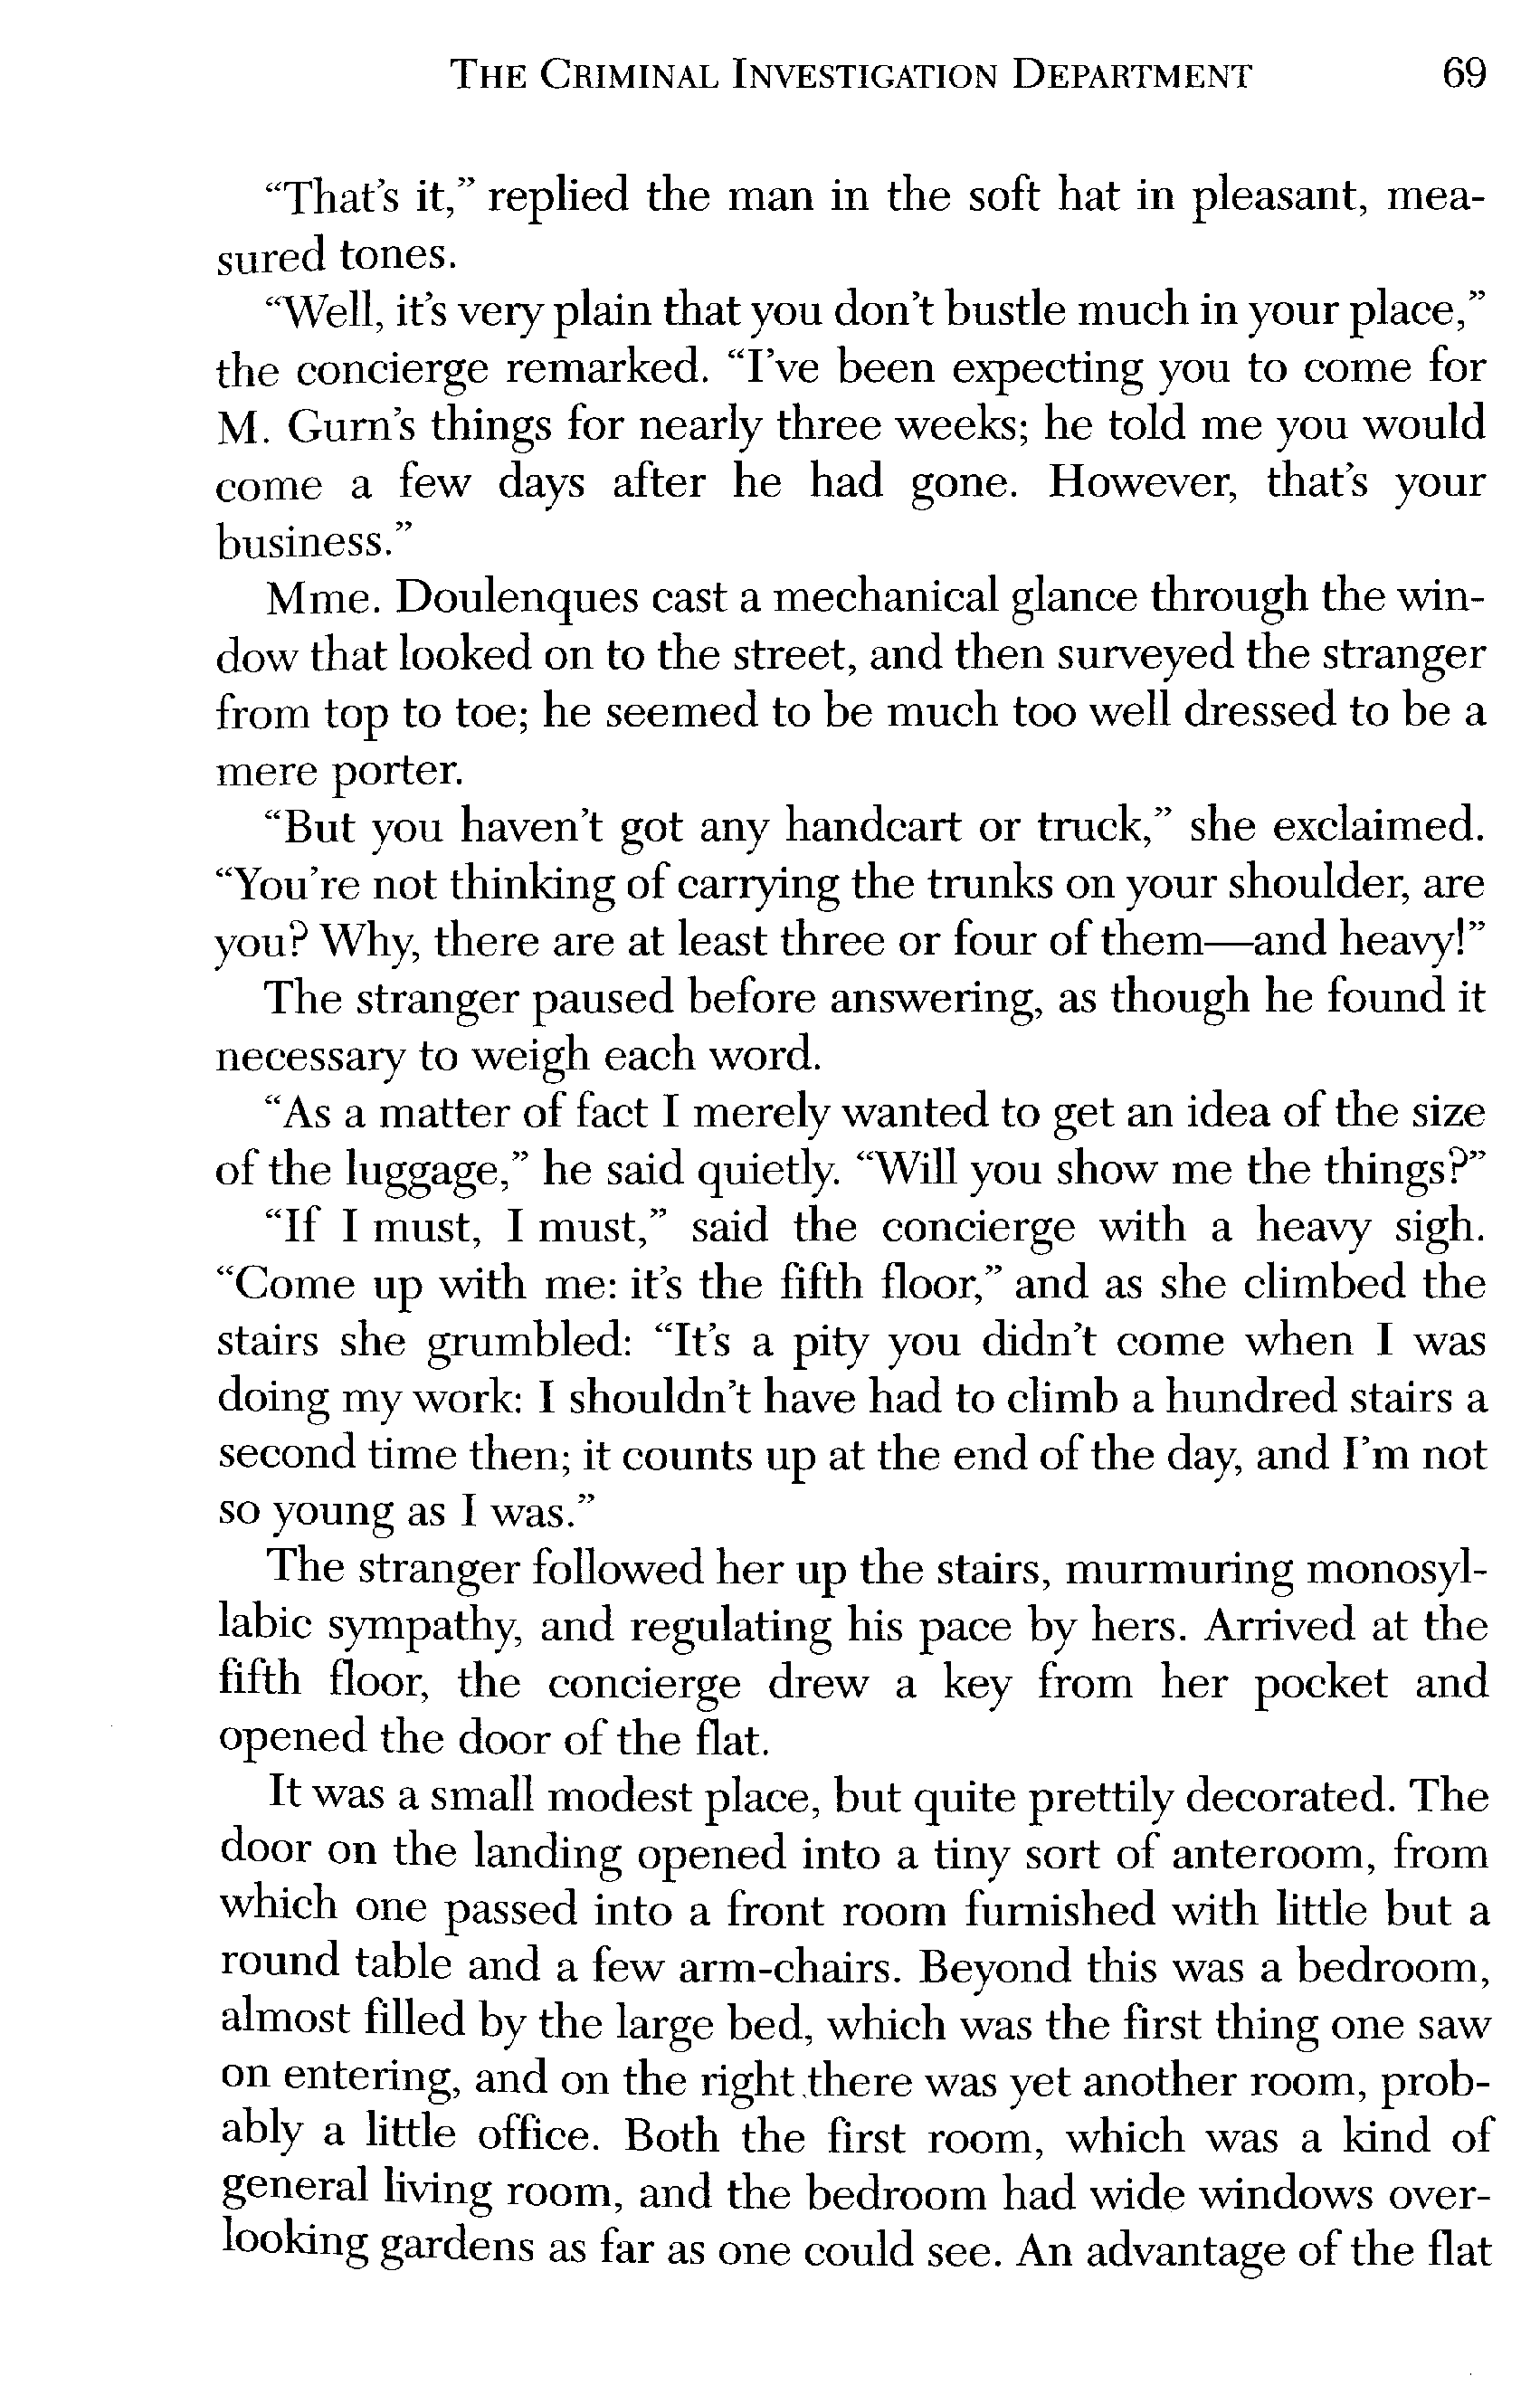 THE CRIMINAL INVESTIGATION DEPARTMENT 69
“That’s it,” replied the man in the soft hat in pleasant, mea-
sured tones.
“Well, it’s very plain that you don’t bustle much in your place,”
the concierge remarked. “I’ve been expecting you to come for
M. Gurn’s things for nearly three weeks; he told me you would
come a few days after he had gone. However, that’s your
business.”
Mme. Doulenques cast a mechanical glance through the win-
dow that looked on to the street, and then surveyed the stranger
from top to toe; he seemed to be much too well dressed to be a
mere porter.
“But you haven’t got any handcart or truck,” she exclaimed.
“You’re not thinking of carrying the trunks on your shoulder, are
you? Why, there are at least three or four of them—and heavy!”
The stranger paused before answering, as though he found it
necessary to weigh each word.
“As a matter of fact I merely wanted to get an idea of the size
of the luggage,” he said quietly. “Will you show me the things?”
“If I must, I must,” said the concierge with a heavy sigh.
“Come up with me: it’s the fifth floor,” and as she climbed the
stairs she grumbled: “It’s a pity you didn’t come when I was
doing my work: I shouldn’t have had to climb a hundred stairs a
second time then; it counts up at the end of the day, and I’m not
so young as I was.”
The stranger followed her up the stairs, murmuring monosyl-
labic sympathy, and regulating his pace by hers. Arrived at the
fifth floor, the concierge drew a key from her pocket and
opened the door of the flat.
It was a small modest place, but quite prettily decorated. The
door on the landing opened into a tiny sort of anteroom, from
which one passed into a front room furnished with little but a
round table and a few arm-chairs. Beyond this was a bedroom,
almost filled by the large bed, which was the first thing one saw
on entering, and on the right there was yet another room, prob-
ably a little office. Both the first room, which was a kind of
general living room, and the bedroom had wide windows over-
looking gardens as far as one could see. An advantage of the flat